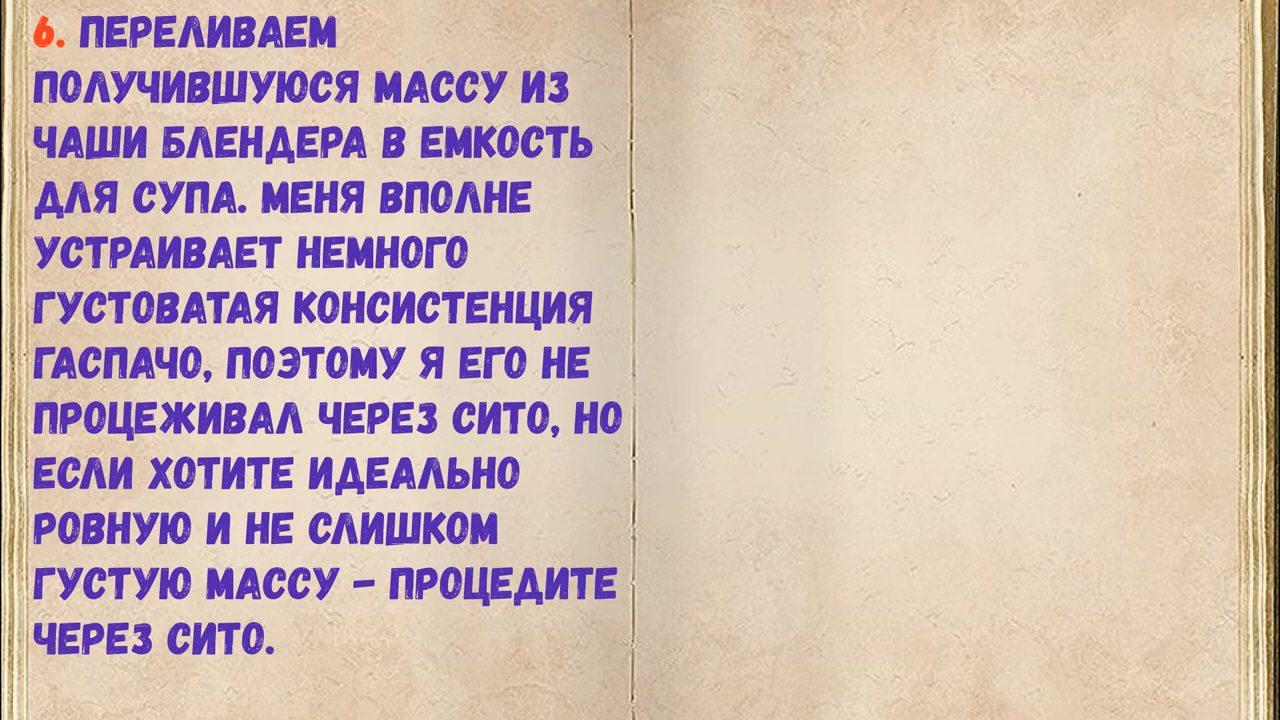 6. ПЕРЕЛИВАЕМ
ПОЛУЧИВШУЮСЯ МАССУ ИЗ
ЧАШИ БЛЕНДЕРА В ЕМКОСТЬ
ДЛЯ СУПА. МЕНЯ ВПОЛНЕ
УСТРАИВАЕТ НЕМНОГО
ГУСТОВАТАЯ КОНСИСТЕНЦИЯ
ГАСПАЧО, ПОЭТОМУ Я ЕГО НЕ
ПРОЦЕЖИВАЛ ЧЕРЕЗ СИТО, НО
ЕСЛИ ХОТИТЕ ИДЕАЛЬНО
РОВНУЮ И НЕ СЛИШКОМ
ГУСТУЮ МАССУ – ПРОЦЕДИТЕ
ЧЕРЕЗ СИТО.